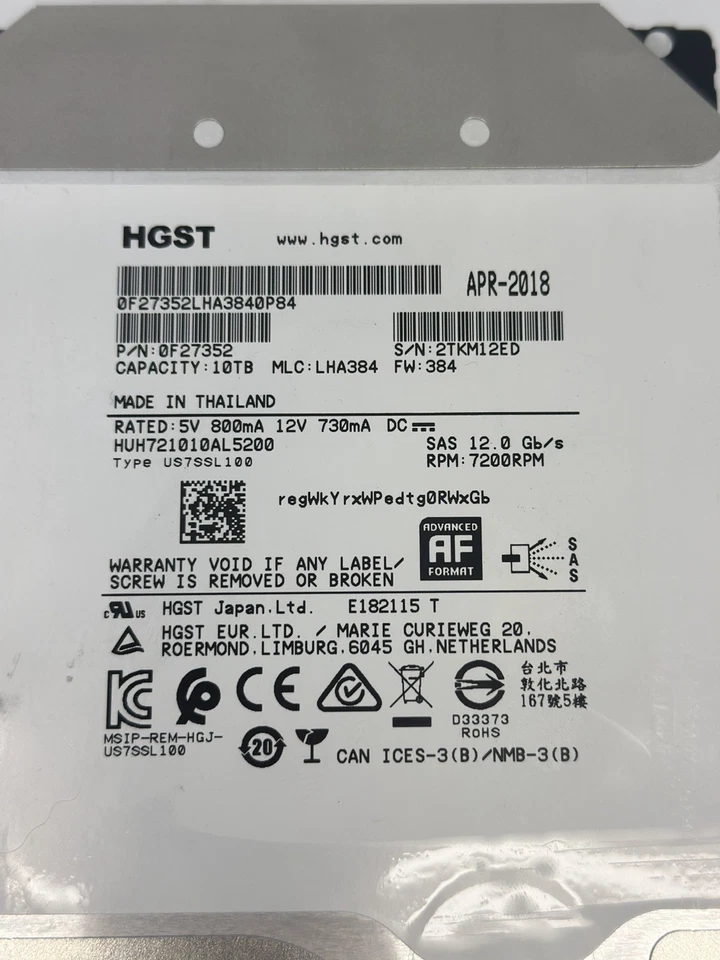 HGST www.hgst.com
0F27352LHA3840P84 APR-2018
P/N:0F27352 S/N:2TKM12ED
CAPACITY:10TB MLC:LHA384 FW:384
MADE IN THAILAND
RATED:5V 800mA 12V 730mA DC
HUH721010AL5200 SAS 12.0 Gb/s
Type US7SSL100 RPM:7200RPM
regWkYrxWPedtg0RWxGb
ADVANCED
AF
FORMAT
SAS
WARRANTY VOID IF ANY LABEL/
SCREW IS REMOVED OR BROKEN
c RU US HGST Japan.Ltd. E182115 T
HGST EUR.LTD. / MARIE CURIEWEG 20.
ROERMOND.LIMBURG.6045 GH.NETHERLANDS
KC CE
台北市
敦化北路
167號5樓
D33373
RoHS
MSIP-REM-HGJ-
US7SSL100
20
CAN ICES-3(B)/NMB-3(B)